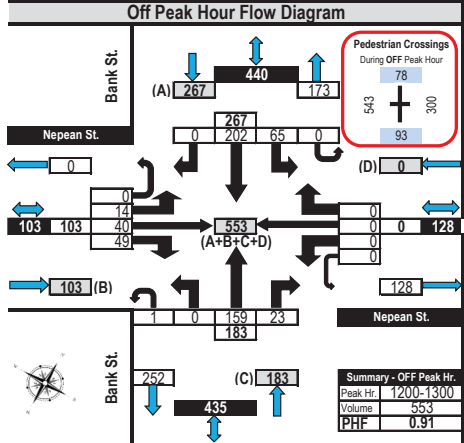 Off Peak Hour Flow Diagram
Bank St.
440
(A) 267 173
Pedestrian Crossings
During OFF Peak Hour
78
543 300
93
267
0 202 65 0
Nepean St.
0
(D) 0
0
14
40
49
103 103
553
(A+B+C+D)
0
0
0
0
0 128
103 (B)
128
1 0 159 23
183
Nepean St.
Bank St.
252
(C) 183
435
Summary - OFF Peak Hr.
Peak Hr. 1200-1300
Volume 553
PHF 0.91